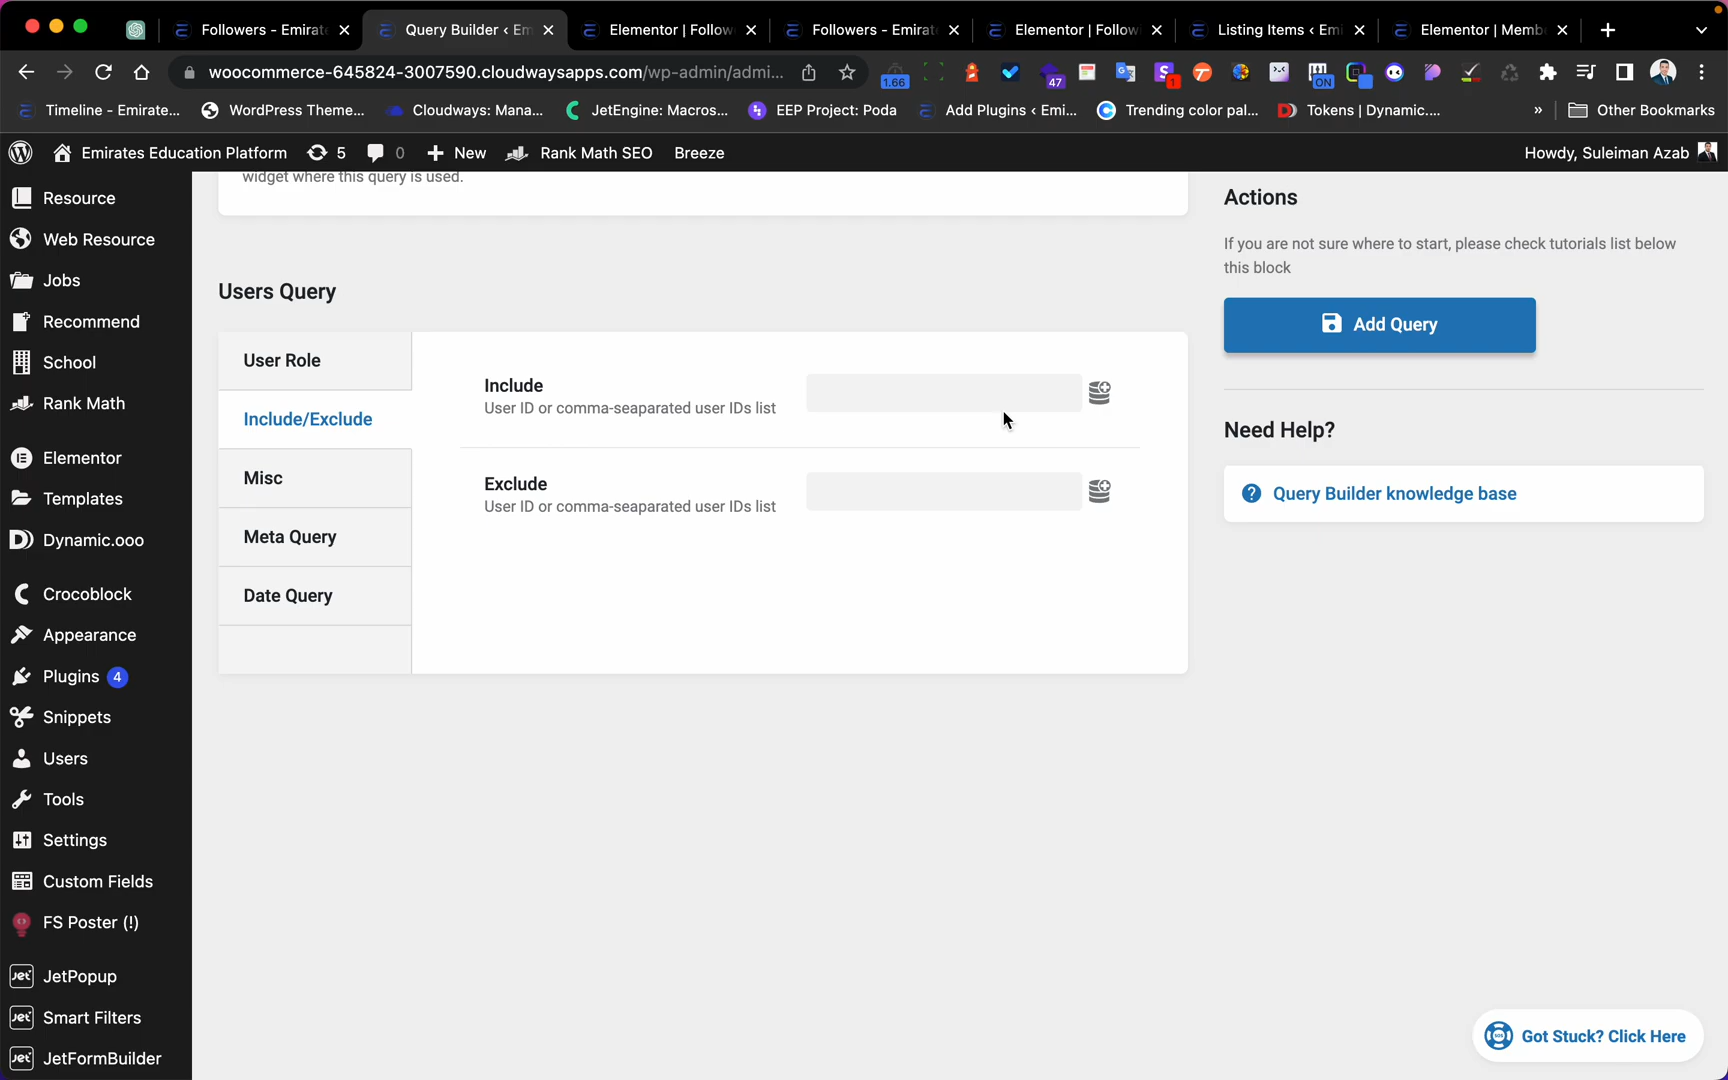 Followers - Emirat
Query Builder ‹ Em
Elementor | Follow
Followers - Emirat
Elementor | Follow
Listing Items ‹ Emi
Elementor | Memb
woocommerce-645824-3007590.cloudwaysapps.com/wp-admin/admi...
1.66
47
1
ON
Timeline - Emirate...
WordPress Theme...
Cloudways: Mana...
JetEngine: Macros...
EEP Project: Poda
Add Plugins ‹ Emi...
Trending color pal...
Tokens | Dynamic....
»
Other Bookmarks
Emirates Education Platform
5
0
New
Rank Math SEO
Breeze
Howdy, Suleiman Azab
Resource
Web Resource
Jobs
Recommend
School
Rank Math
Elementor
Templates
Dynamic.ooo
Crocoblock
Appearance
Plugins 4
Snippets
Users
Tools
Settings
Custom Fields
FS Poster (!)
JetPopup
Smart Filters
JetFormBuilder
widget where this query is used.
Users Query
User Role
Include/Exclude
Misc
Meta Query
Date Query
Include
User ID or comma-seaparated user IDs list
Exclude
User ID or comma-seaparated user IDs list
Actions
If you are not sure where to start, please check tutorials list below
this block
Add Query
Need Help?
Query Builder knowledge base
Got Stuck? Click Here